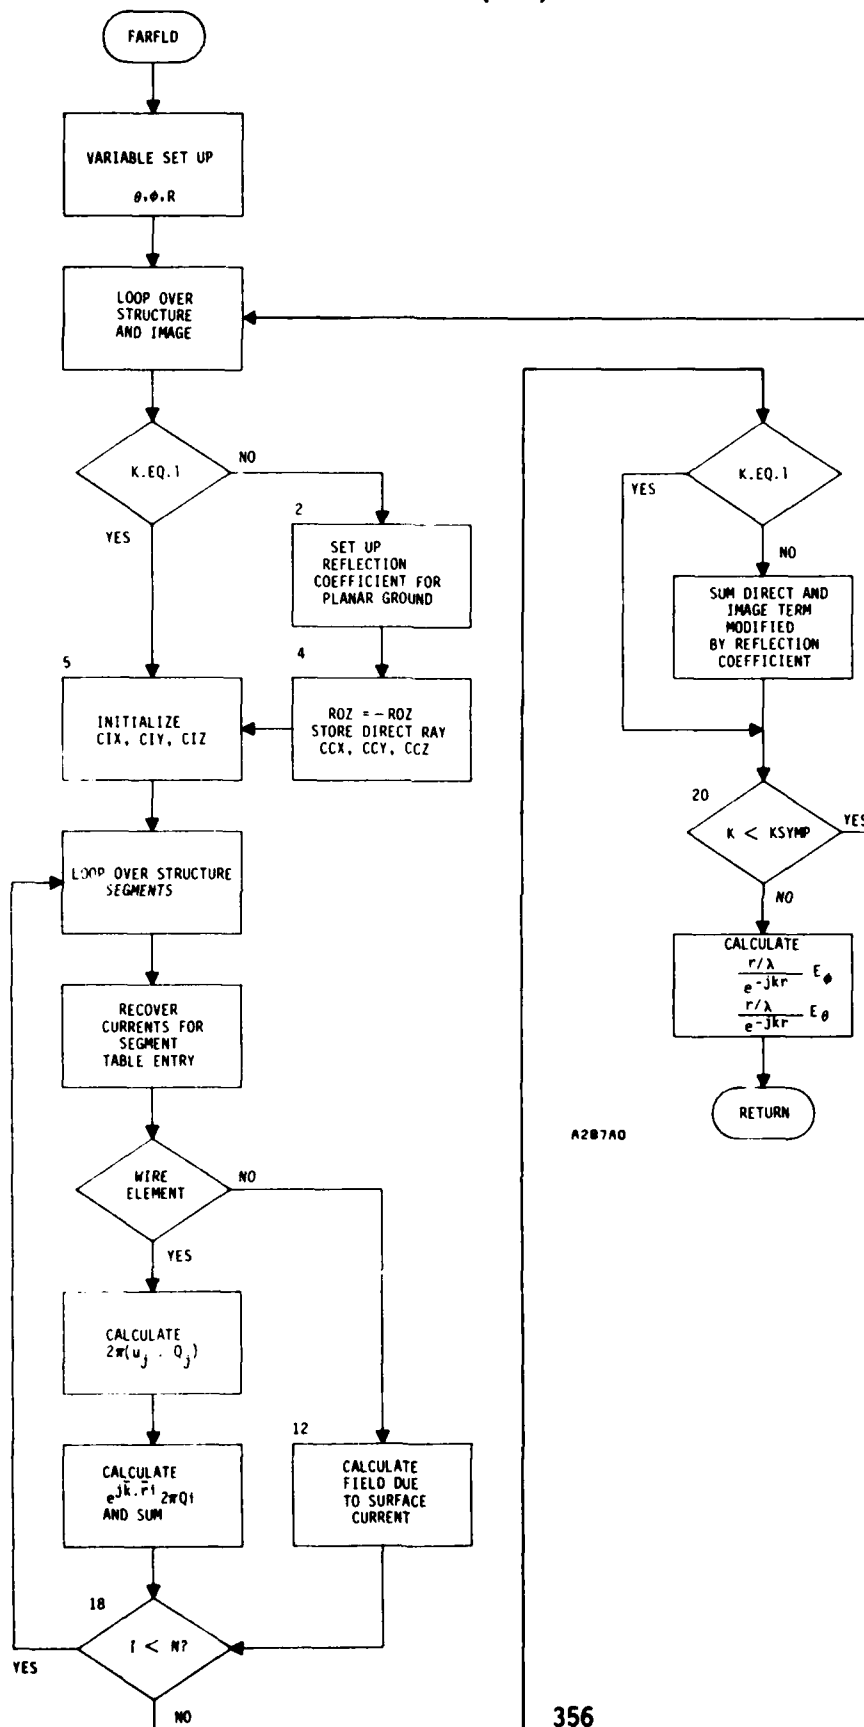 FARFLD
VARIABLE SET UP
θ,ϕ,R
LOOP OVER
STRUCTURE
AND IMAGE
K.EQ.1
NO
YES
2
SET UP
REFLECTION
COEFFICIENT FOR
PLANAR GROUND
4
ROZ = -ROZ
STORE DIRECT RAY
CCX, CCY, CCZ
5
INITIALIZE
CIX, CIY, CIZ
LOOP OVER STRUCTURE
SEGMENTS
RECOVER
CURRENTS FOR
SEGMENT
TABLE ENTRY
WIRE
ELEMENT
NO
YES
CALCULATE
2π(u_j . Q_j)
CALCULATE
e^{jk̄.r̄i} 2πQi
AND SUM
12
CALCULATE
FIELD DUE
TO SURFACE
CURRENT
18
I < N?
YES
NO
K.EQ.1
YES
NO
SUM DIRECT AND
IMAGE TERM
MODIFIED
BY REFLECTION
COEFFICIENT
20
K < KSYMP
YES
NO
CALCULATE
r/λ
e^{-jkr} E_ϕ
r/λ
e^{-jkr} E_θ
RETURN
A287A0
356